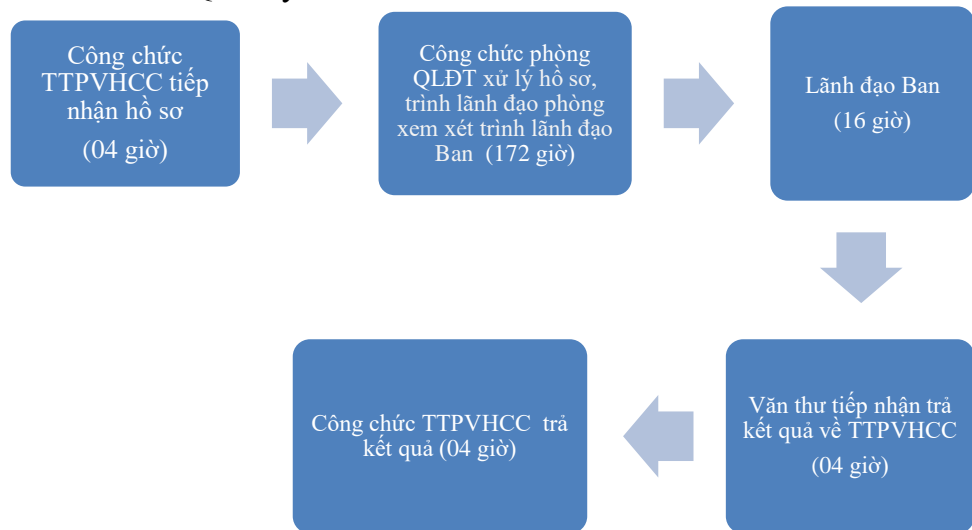 Công chức
TTPVHCC tiếp
nhận hồ sơ
(04 giờ)
Công chức phòng
QLĐT xử lý hồ sơ,
trình lãnh đạo phòng
xem xét trình lãnh đạo
Ban (172 giờ)
Lãnh đạo Ban
(16 giờ)
Văn thư tiếp nhận trả
kết quả về TTPVHCC
(04 giờ)
Công chức TTPVHCC trả
kết quả (04 giờ)